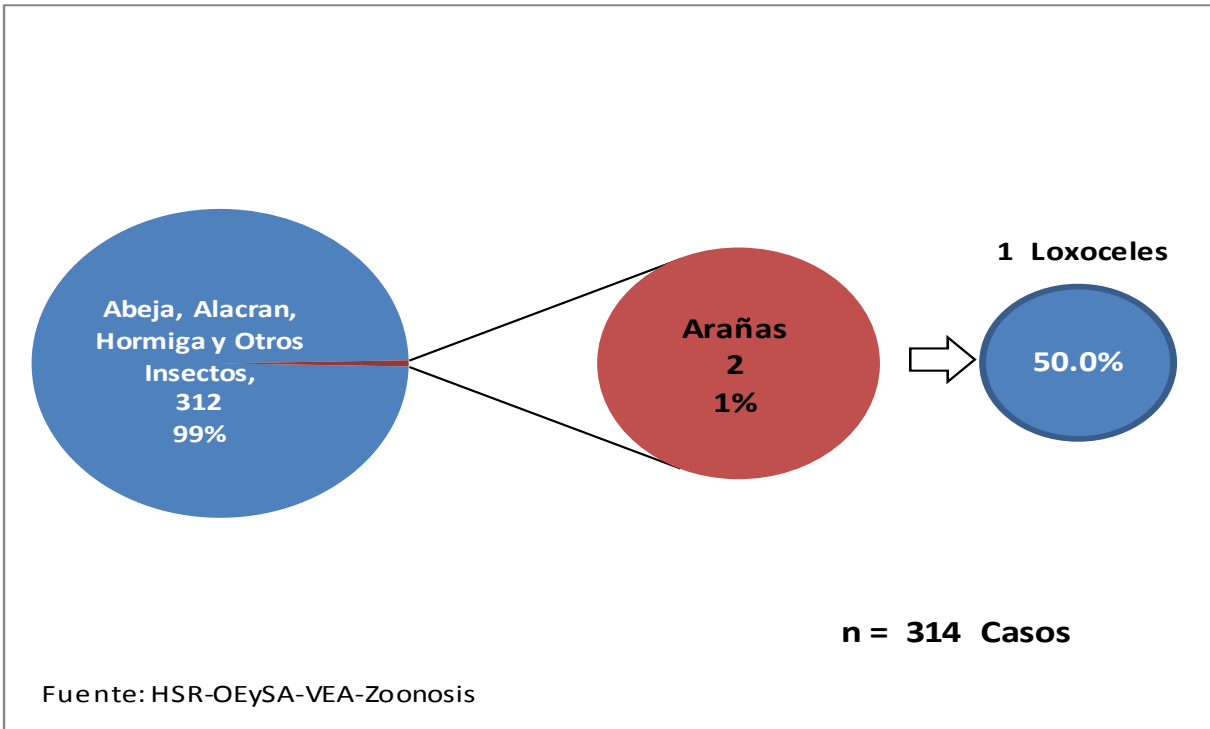 Abeja, Alacran,
Hormiga y Otros
Insectos,
312
99%
Arañas
2
1%
1 Loxoceles
50.0%
n = 314 Casos
Fuente: HSR-OEySA-VEA-Zoonosis